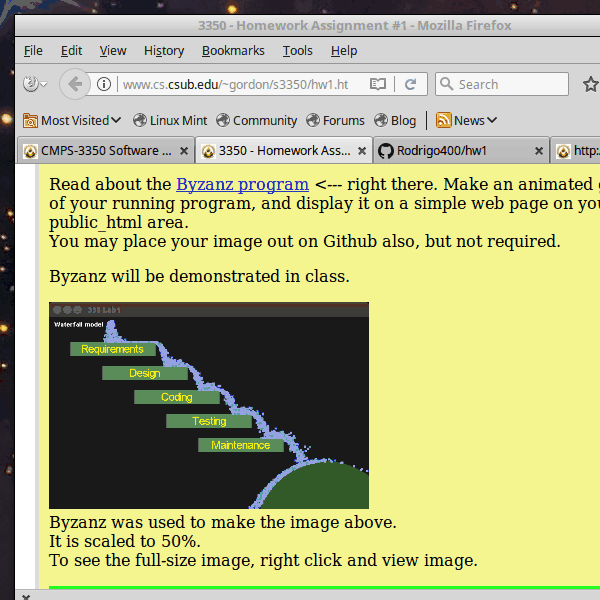 3350 - Homework Assignment #1 - Mozilla Firefox
File Edit View History Bookmarks Tools Help
www.cs.csub.edu/~gordon/s3350/hw1.ht Search
Most Visited Linux Mint Community Forums Blog News
CMPS-3350 Software ... 3350 - Homework Ass... Rodrigo400/hw1 http:
Read about the Byzanz program <--- right there. Make an animated
of your running program, and display it on a simple web page on you
public_html area.
You may place your image out on Github also, but not required.
Byzanz will be demonstrated in class.
335 Lab1
Waterfall model
Requirements
Design
Coding
Testing
Maintenance
Byzanz was used to make the image above.
It is scaled to 50%.
To see the full-size image, right click and view image.